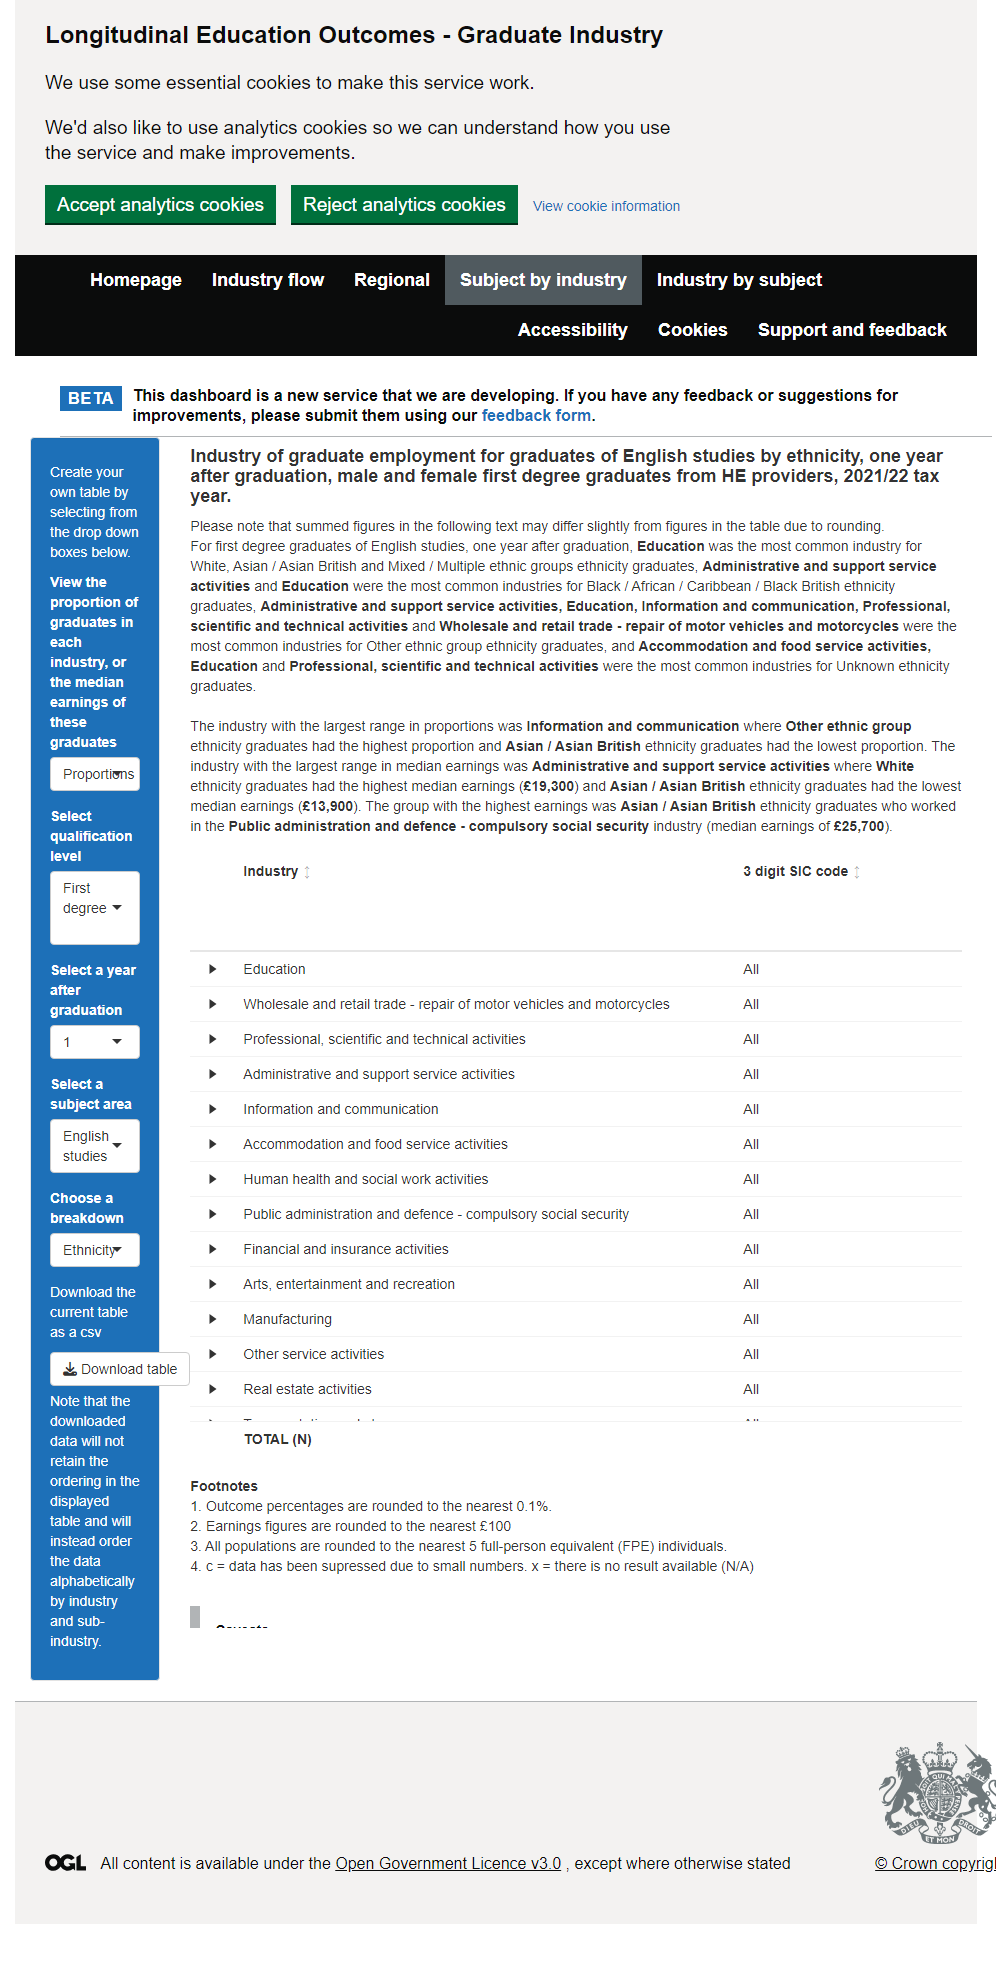 Longitudinal Education Outcomes - Graduate Industry
We use some essential cookies to make this service work.
We'd also like to use analytics cookies so we can understand how you use
the service and make improvements.
Accept analytics cookies
Reject analytics cookies
View cookie information
Homepage
Industry flow
Regional
Subject by industry
Industry by subject
Accessibility
Cookies
Support and feedback
BETA
This dashboard is a new service that we are developing. If you have any feedback or suggestions for
improvements, please submit them using our feedback form.
Create your
own table by
selecting from
the drop down
boxes below.
View the
proportion of
graduates in
each
industry, or
the median
earnings of
these
graduates
Proportions
Select
qualification
level
First
degree
Select a year
after
graduation
1
Select a
subject area
English
studies
Choose a
breakdown
Ethnicity
Download the
current table
as a csv
Download table
Note that the
downloaded
data will not
retain the
ordering in the
displayed
table and will
instead order
the data
alphabetically
by industry
and sub-
industry.
Industry of graduate employment for graduates of English studies by ethnicity, one year
after graduation, male and female first degree graduates from HE providers, 2021/22 tax
year.
Please note that summed figures in the following text may differ slightly from figures in the table due to rounding.
For first degree graduates of English studies, one year after graduation, Education was the most common industry for
White, Asian / Asian British and Mixed / Multiple ethnic groups ethnicity graduates, Administrative and support service
activities and Education were the most common industries for Black / African / Caribbean / Black British ethnicity
graduates, Administrative and support service activities, Education, Information and communication, Professional,
scientific and technical activities and Wholesale and retail trade - repair of motor vehicles and motorcycles were the
most common industries for Other ethnic group ethnicity graduates, and Accommodation and food service activities,
Education and Professional, scientific and technical activities were the most common industries for Unknown ethnicity
graduates.
The industry with the largest range in proportions was Information and communication where Other ethnic group
ethnicity graduates had the highest proportion and Asian / Asian British ethnicity graduates had the lowest proportion. The
industry with the largest range in median earnings was Administrative and support service activities where White
ethnicity graduates had the highest median earnings (£19,300) and Asian / Asian British ethnicity graduates had the lowest
median earnings (£13,900). The group with the highest earnings was Asian / Asian British ethnicity graduates who worked
in the Public administration and defence - compulsory social security industry (median earnings of £25,700).
Industry
3 digit SIC code
Education All
Wholesale and retail trade - repair of motor vehicles and motorcycles All
Professional, scientific and technical activities All
Administrative and support service activities All
Information and communication All
Accommodation and food service activities All
Human health and social work activities All
Public administration and defence - compulsory social security All
Financial and insurance activities All
Arts, entertainment and recreation All
Manufacturing All
Other service activities All
Real estate activities All
TOTAL (N)
Footnotes
1. Outcome percentages are rounded to the nearest 0.1%.
2. Earnings figures are rounded to the nearest £100
3. All populations are rounded to the nearest 5 full-person equivalent (FPE) individuals.
4. c = data has been supressed due to small numbers. x = there is no result available (N/A)
OGL All content is available under the Open Government Licence v3.0 , except where otherwise stated
© Crown copyrig